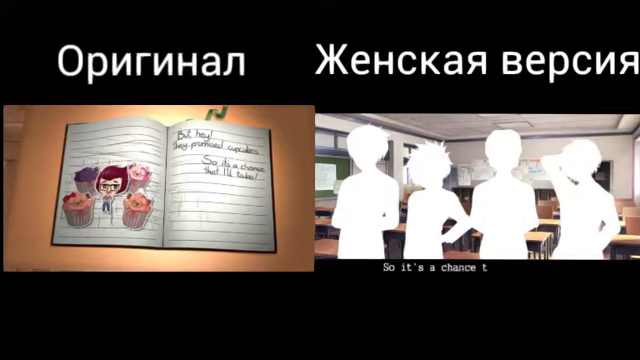 Оригинал
Женская версия
But, hey!
they promised cupcakes
So, it's a chance
that I'll take!
So it's a chance t